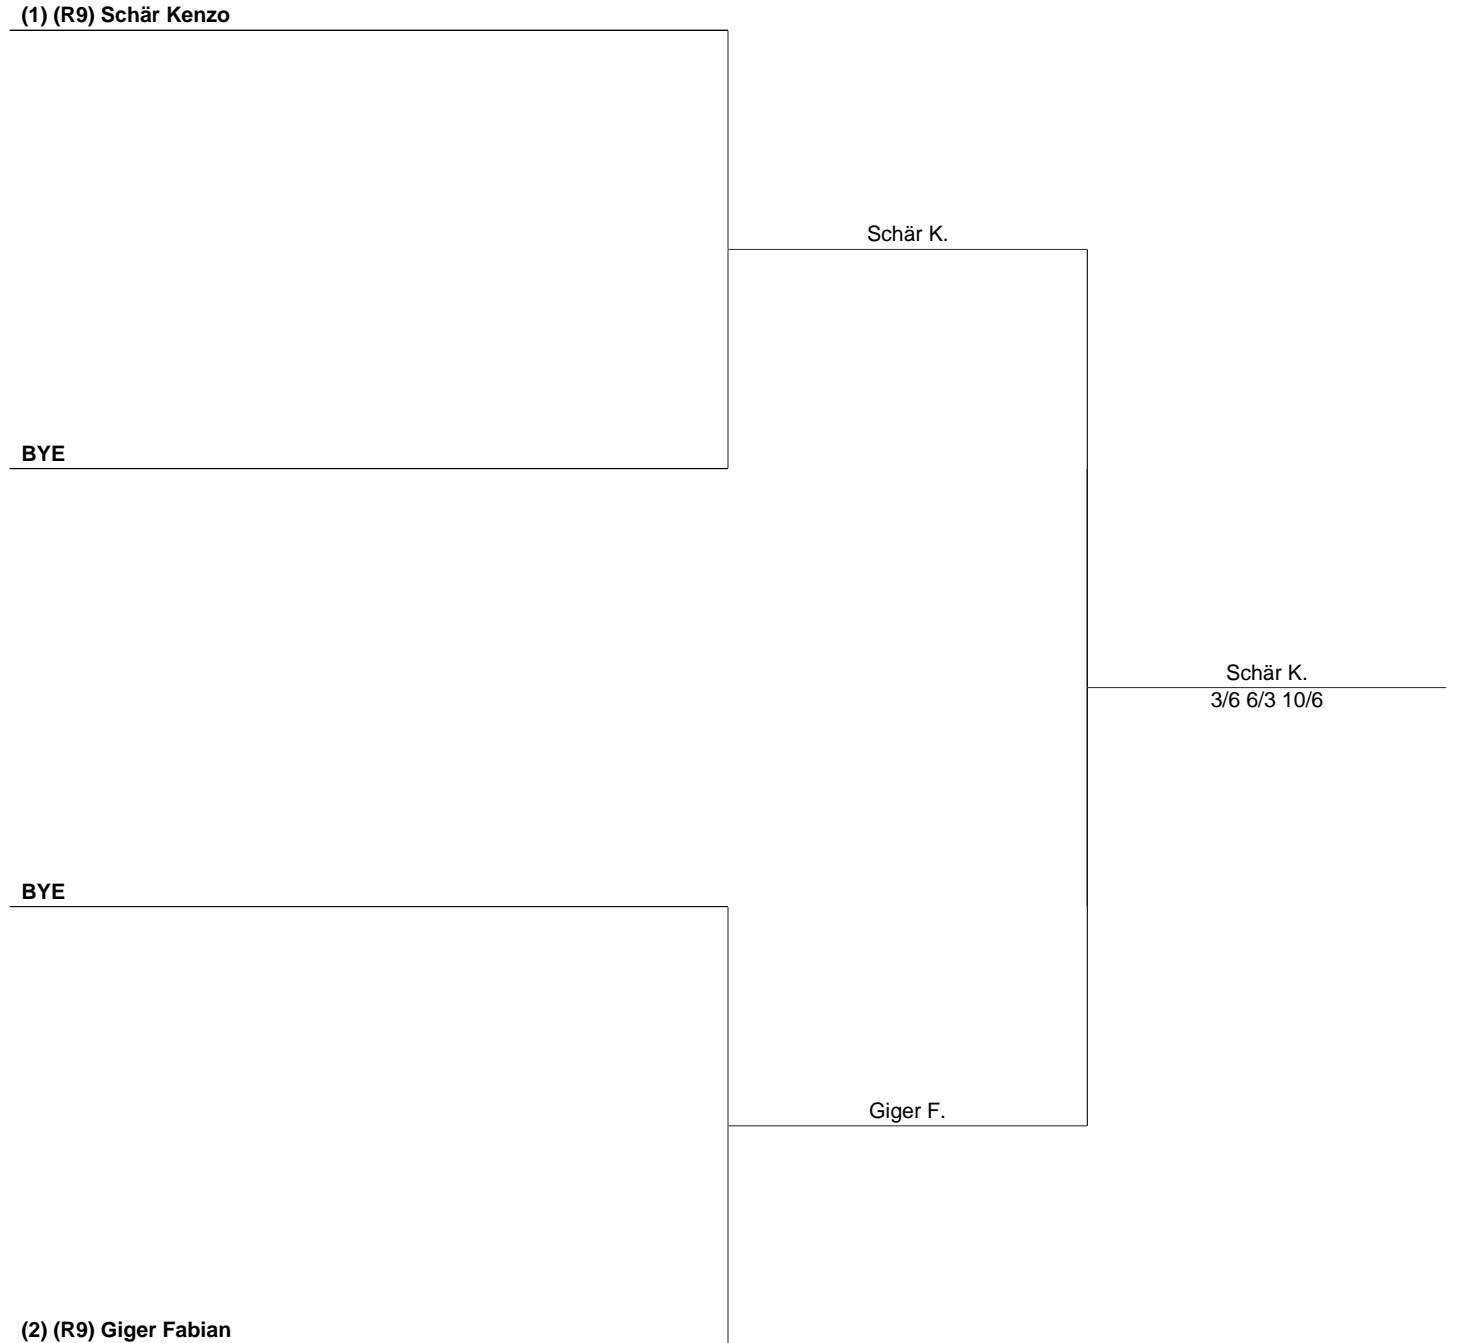 (1) (R9) Schär Kenzo
Schär K.
BYE
Schär K.
3/6 6/3 10/6
BYE
Giger F.
(2) (R9) Giger Fabian